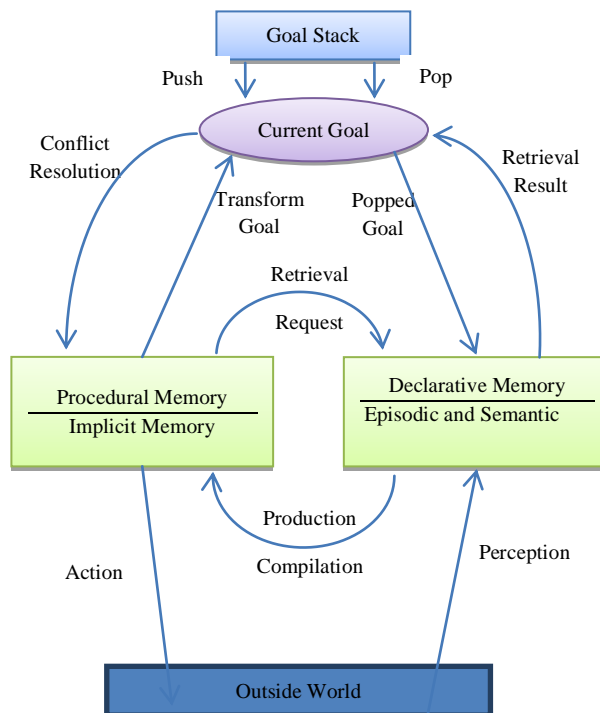 Goal Stack
Push
Pop
Current Goal
Conflict
Resolution
Retrieval
Result
Transform
Goal
Popped
Goal
Retrieval
Request
Procedural Memory
Implicit Memory
Declarative Memory
Episodic and Semantic
Production
Compilation
Action
Perception
Outside World